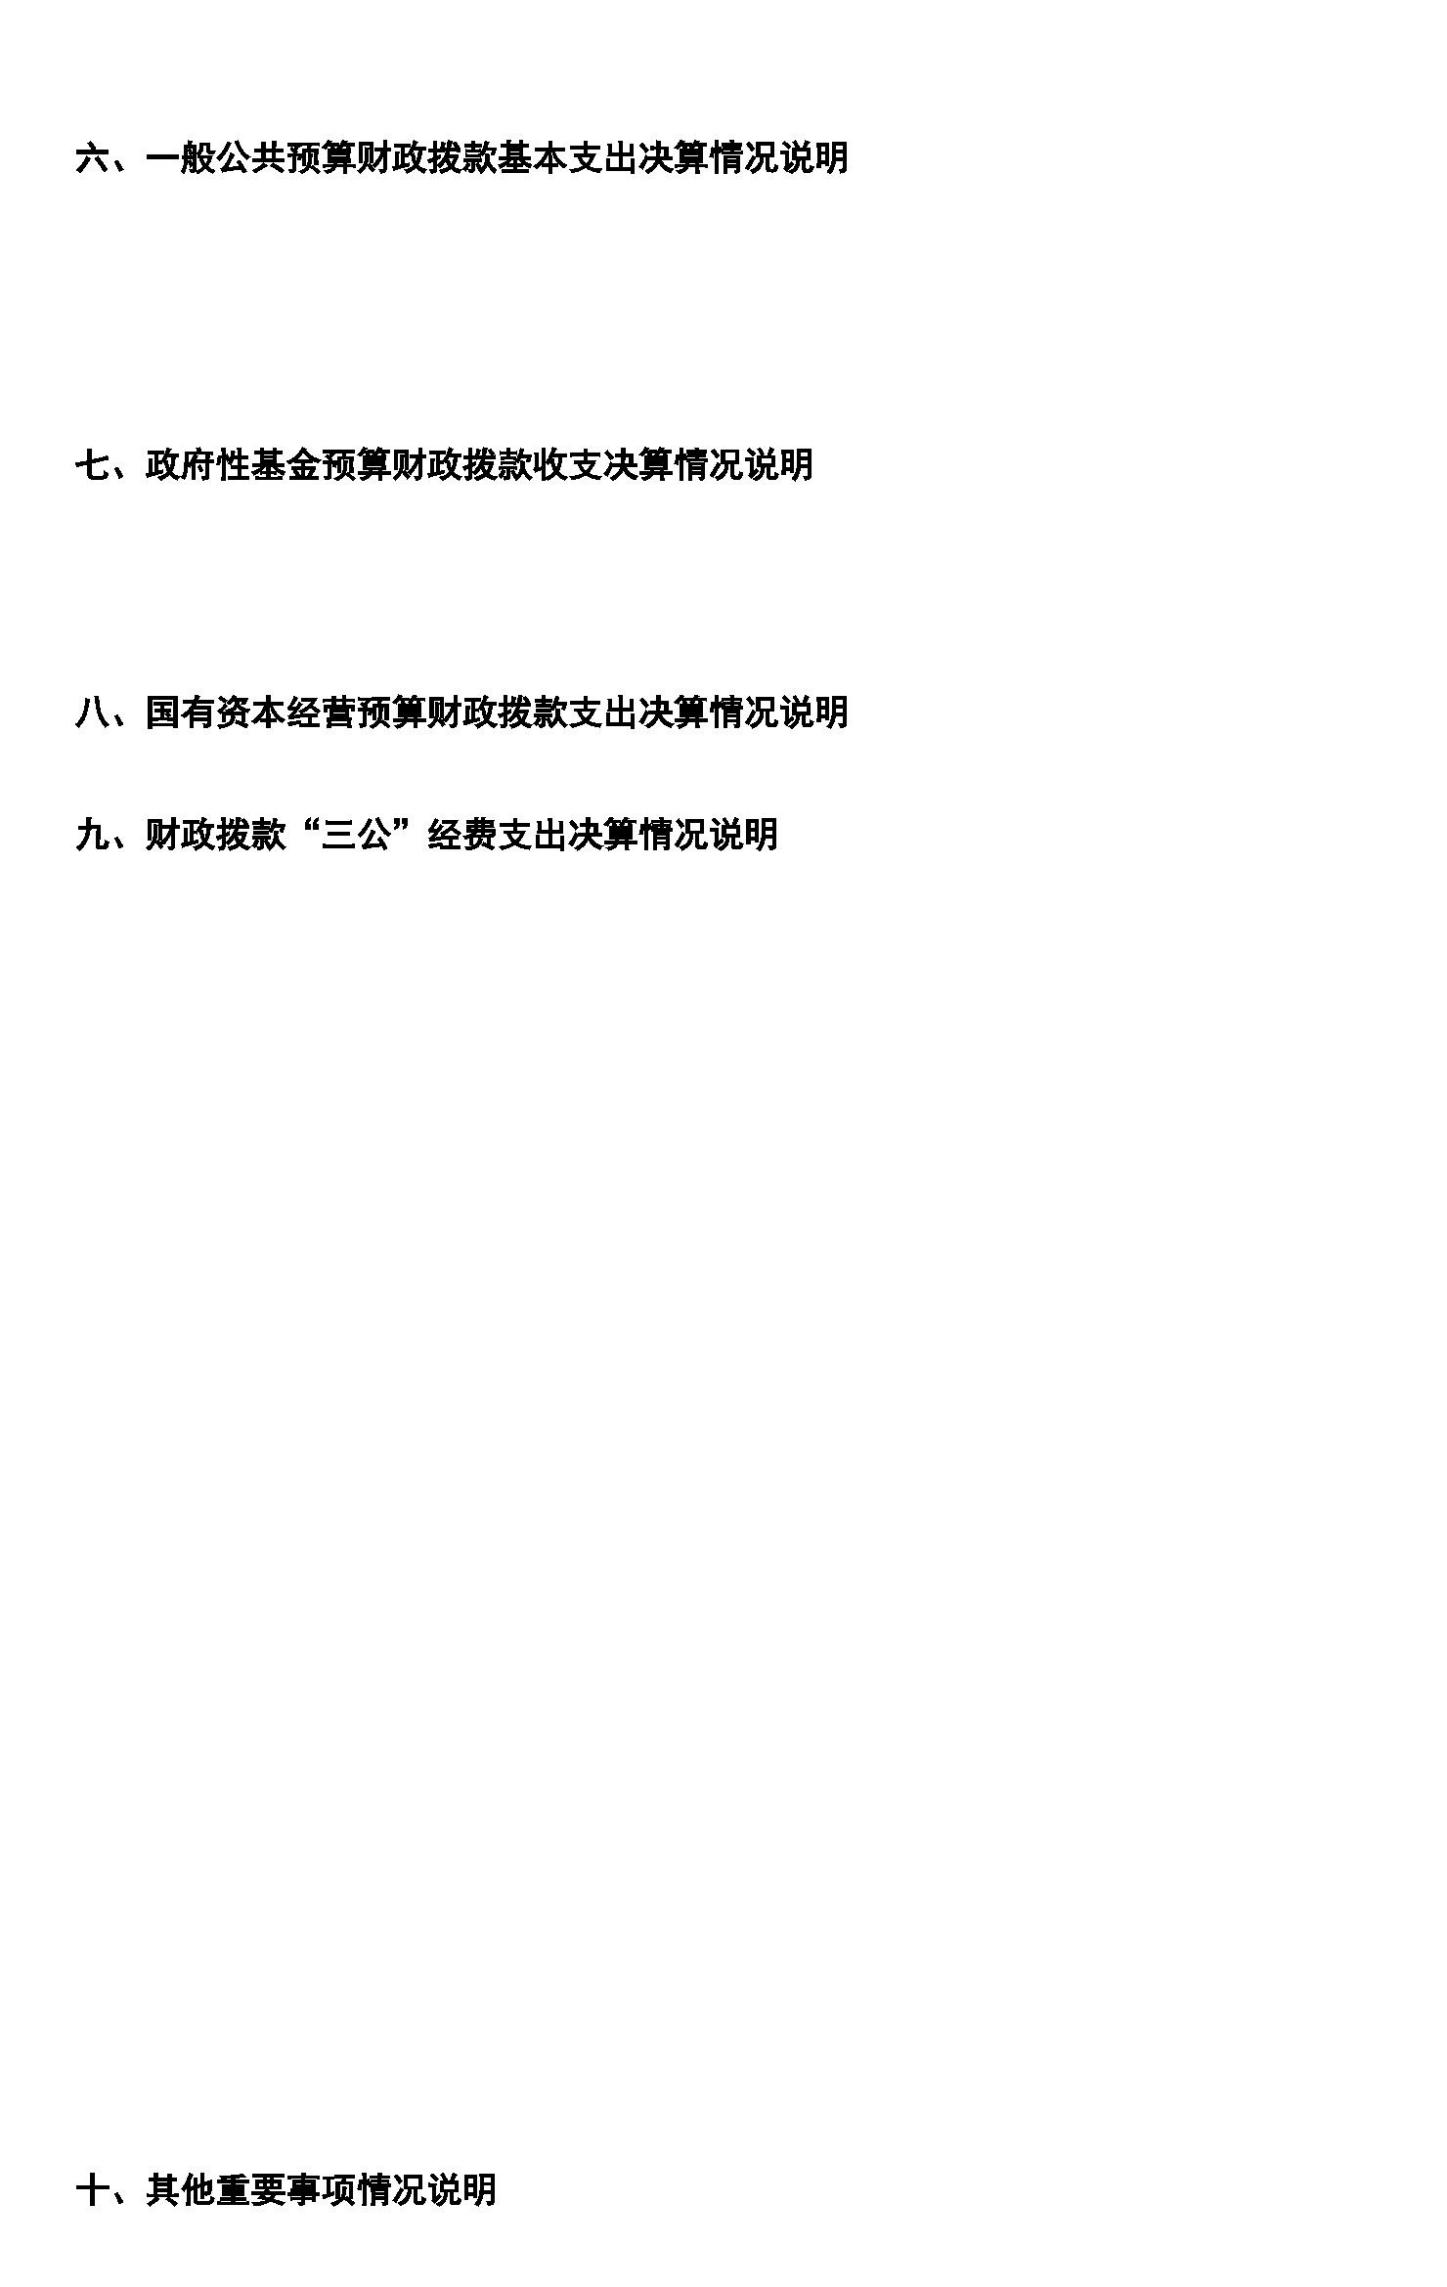 六、一般公共预算财政拨款基本支出决算情况说明
七、政府性基金预算财政拨款收支决算情况说明
八、国有资本经营预算财政拨款支出决算情况说明
九、财政拨款“三公”经费支出决算情况说明
十、其他重要事项情况说明